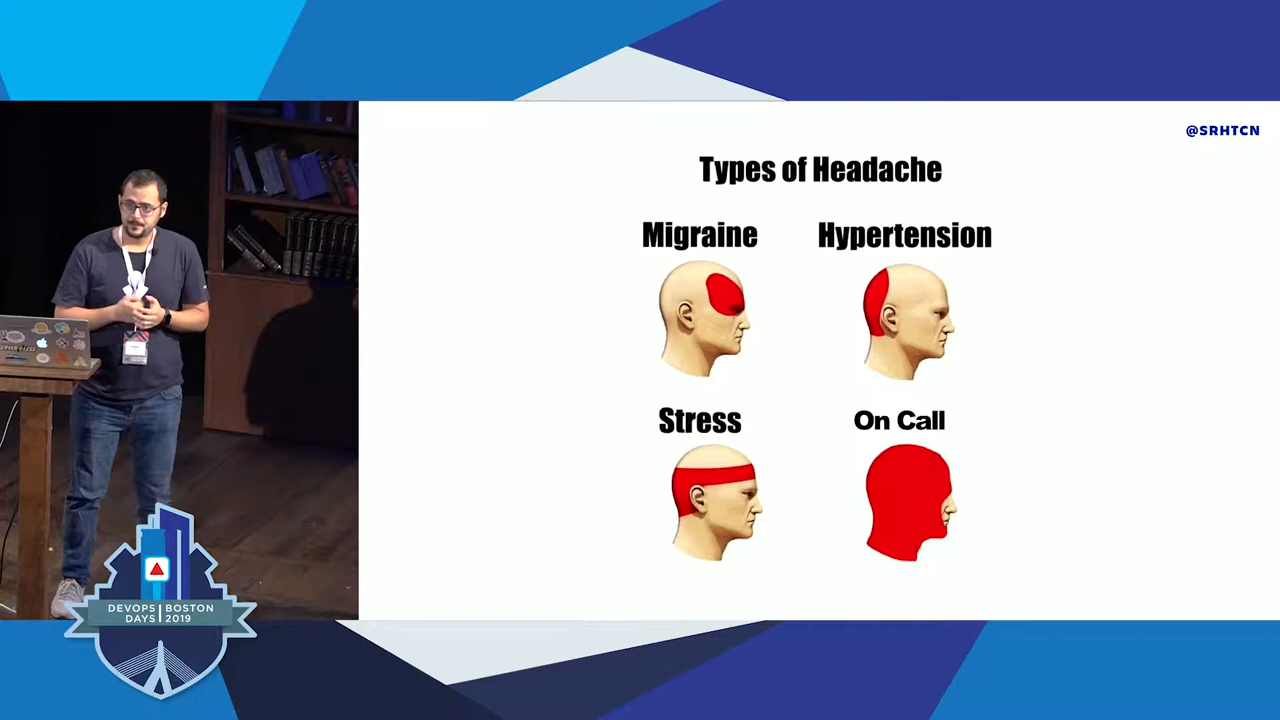 @SRHTCN
Types of Headache
Migraine
Hypertension
Stress
On Call
DEVOPS BOSTON
DAYS 2019